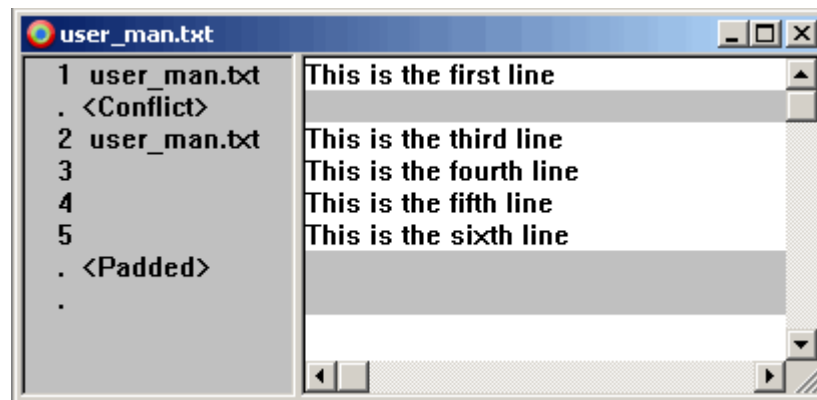 user_man.txt
1 user_man.txt This is the first line
. <Conflict>
2 user_man.txt This is the third line
3 This is the fourth line
4 This is the fifth line
5 This is the sixth line
. <Padded>
.